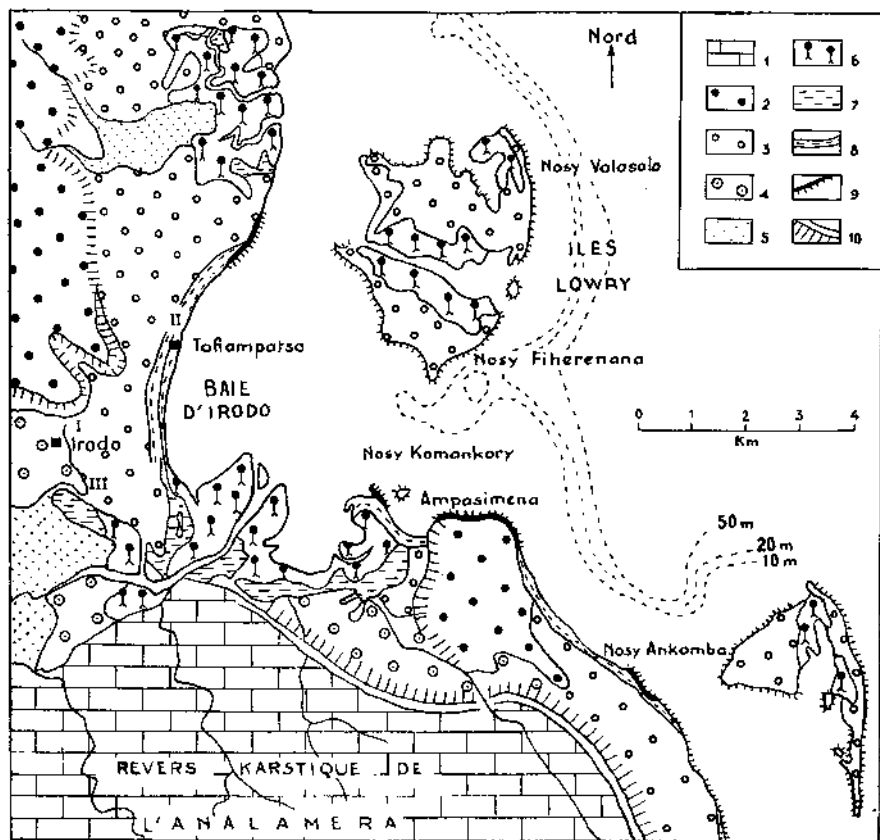 Nord
1
6
2
7
3
8
4
9
5
10
Nosy Valasola
ILES
LOWRY
II
Tafiampatsa
Nosy Fiherenana
BAIE
D'IRODO
0 1 2 3 4
Km
I
Irodo
Nosy Komankory
III
Ampasimena
50 m
20 m
10 m
Nosy Ankomba
REVERS KARSTIQUE DE
L'ANALAMERA